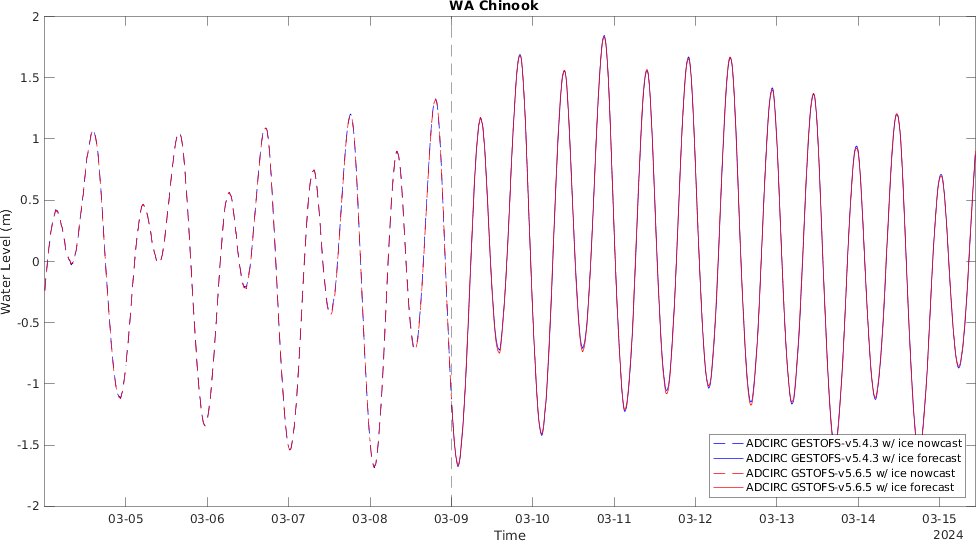 WA Chinook
Water Level (m)
2
1.5
1
0.5
0
-0.5
-1
-1.5
-2
ADCIRC GESTOFS-v5.4.3 w/ ice nowcast
ADCIRC GESTOFS-v5.4.3 w/ ice forecast
ADCIRC GSTOFS-v5.6.5 w/ ice nowcast
ADCIRC GSTOFS-v5.6.5 w/ ice forecast
03-05 03-06 03-07 03-08 03-09 03-10 03-11 03-12 03-13 03-14 03-15
Time
2024